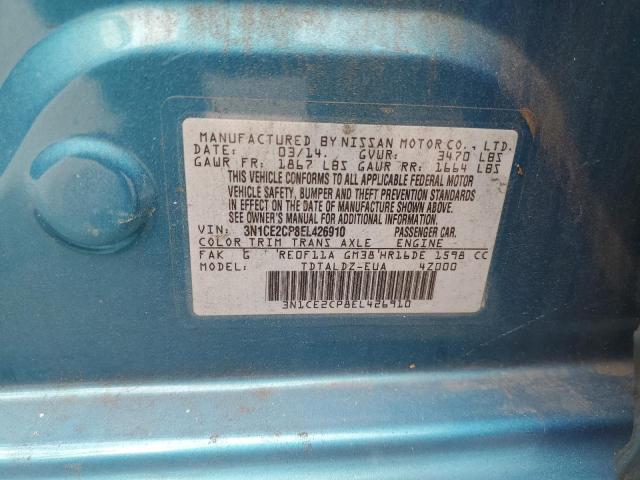 MANUFACTURED BY NISSAN MOTOR CO., LTD.
DATE: 03/14. GVWR: 3470 LBS
GAWR FR: 1867 LBS GAWR RR: 1664 LBS
THIS VEHICLE CONFORMS TO ALL APPLICABLE FEDERAL MOTOR
VEHICLE SAFETY, BUMPER AND THEFT PREVENTION STANDARDS
IN EFFECT ON THE DATE OF MANUFACTURE SHOWN ABOVE.
SEE OWNER'S MANUAL FOR ADDITIONAL INFORMATION.
VIN: 3N1CE2CP8EL426910 PASSENGER CAR.
COLOR TRIM TRANS AXLE ENGINE
FAK G 'RE0F11A GM38'HR16DE 1598 CC
MODEL: TDTALDZ-EUA 4Z000
3N1CE2CP8EL426910